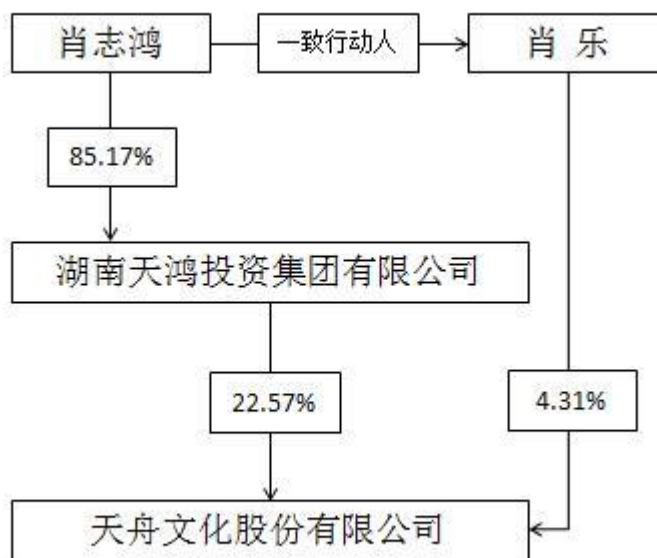 肖志鸿
一致行动人
肖 乐
85.17%
湖南天鸿投资集团有限公司
22.57%
4.31%
天舟文化股份有限公司